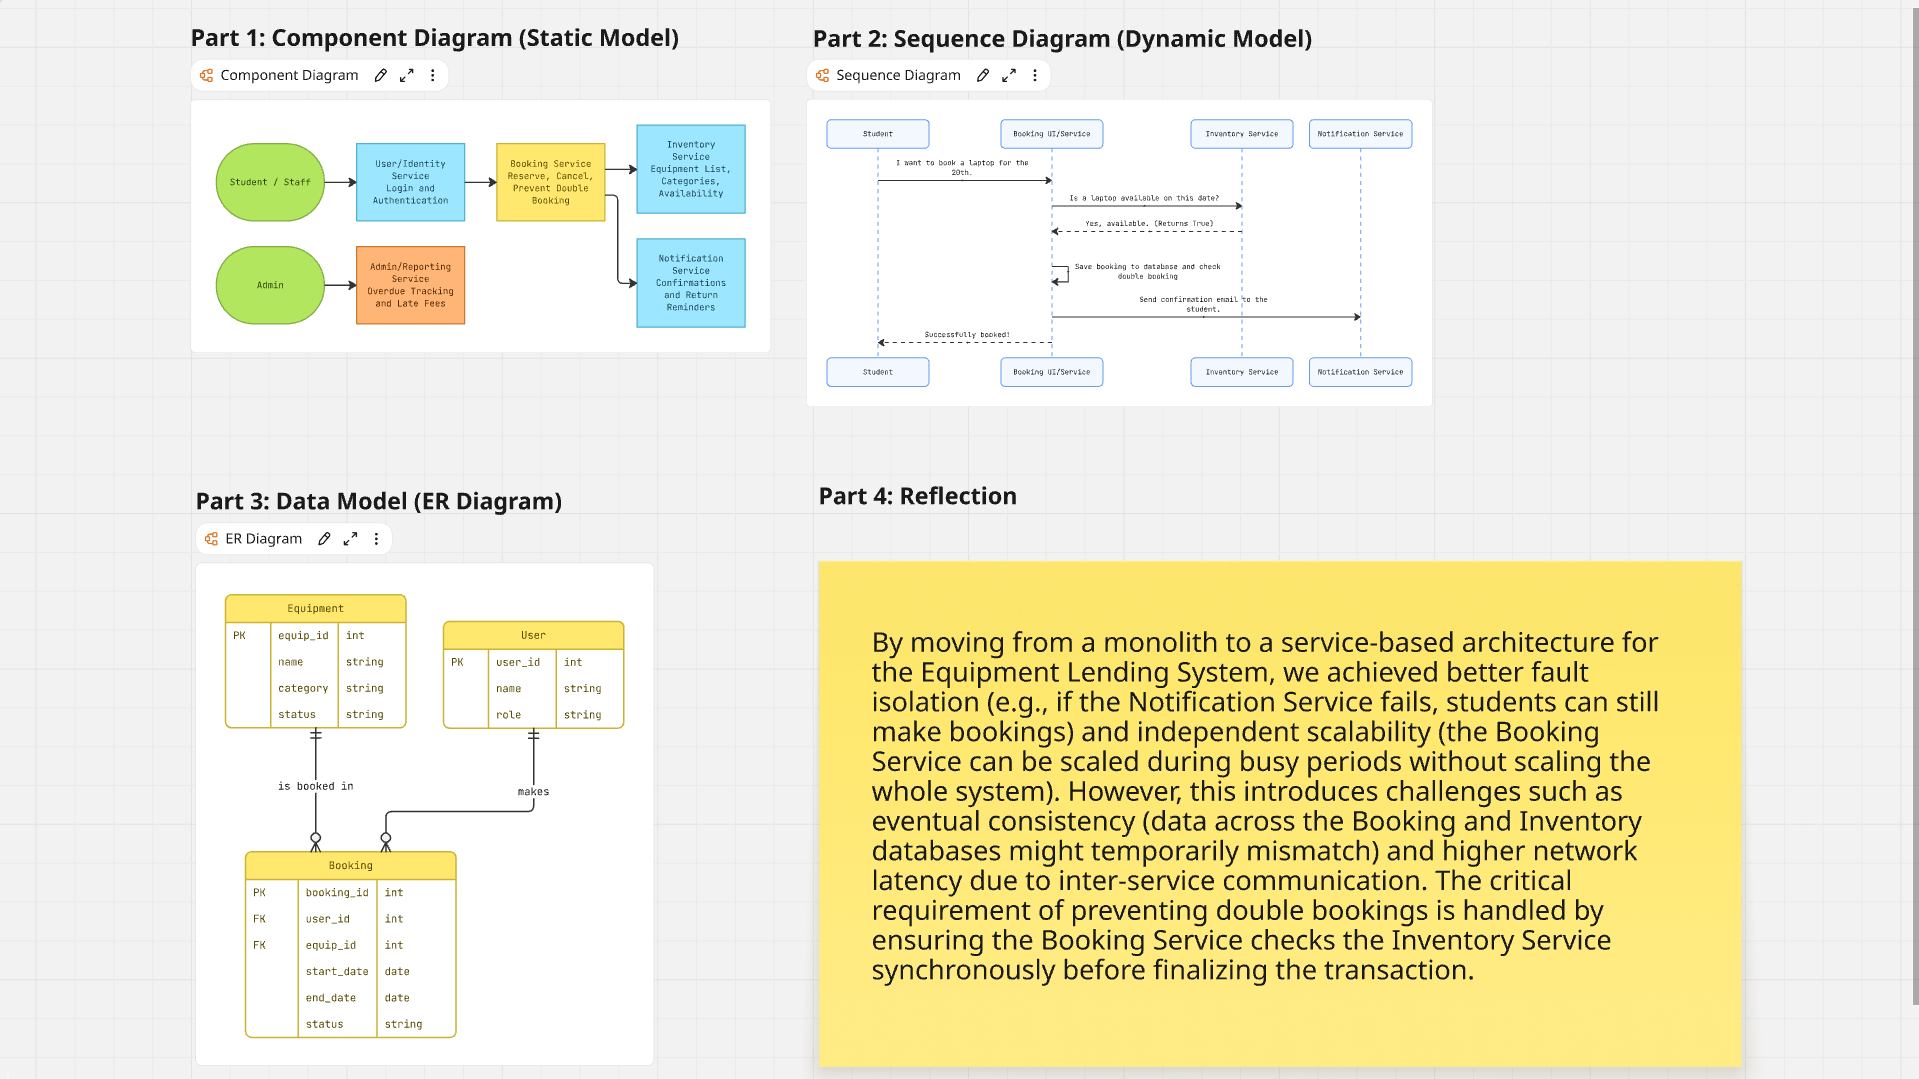 Part 1: Component Diagram (Static Model)
Component Diagram
Student / Staff
User/Identity
Service
Login and
Authentication
Booking Service
Reserve, Cancel,
Prevent Double
Booking
Inventory
Service
Equipment List,
Categories,
Availability
Admin
Admin/Reporting
Service
Overdue Tracking
and Late Fees
Notification
Service
Confirmations
and Return
Reminders
Part 2: Sequence Diagram (Dynamic Model)
Sequence Diagram
Student
Booking UI/Service
Inventory Service
Notification Service
I want to book a laptop for the
20th.
Is a laptop available on this date?
Yes, available. (Returns True)
Save booking to database and check
double booking
Send confirmation email to the
student.
Successfully booked!
Student
Booking UI/Service
Inventory Service
Notification Service
Part 3: Data Model (ER Diagram)
ER Diagram
Equipment
PK equip_id int
name string
category string
status string
User
PK user_id int
name string
role string
is booked in
makes
Booking
PK booking_id int
FK user_id int
FK equip_id int
start_date date
end_date date
status string
Part 4: Reflection
By moving from a monolith to a service-based architecture for
the Equipment Lending System, we achieved better fault
isolation (e.g., if the Notification Service fails, students can still
make bookings) and independent scalability (the Booking
Service can be scaled during busy periods without scaling the
whole system). However, this introduces challenges such as
eventual consistency (data across the Booking and Inventory
databases might temporarily mismatch) and higher network
latency due to inter-service communication. The critical
requirement of preventing double bookings is handled by
ensuring the Booking Service checks the Inventory Service
synchronously before finalizing the transaction.